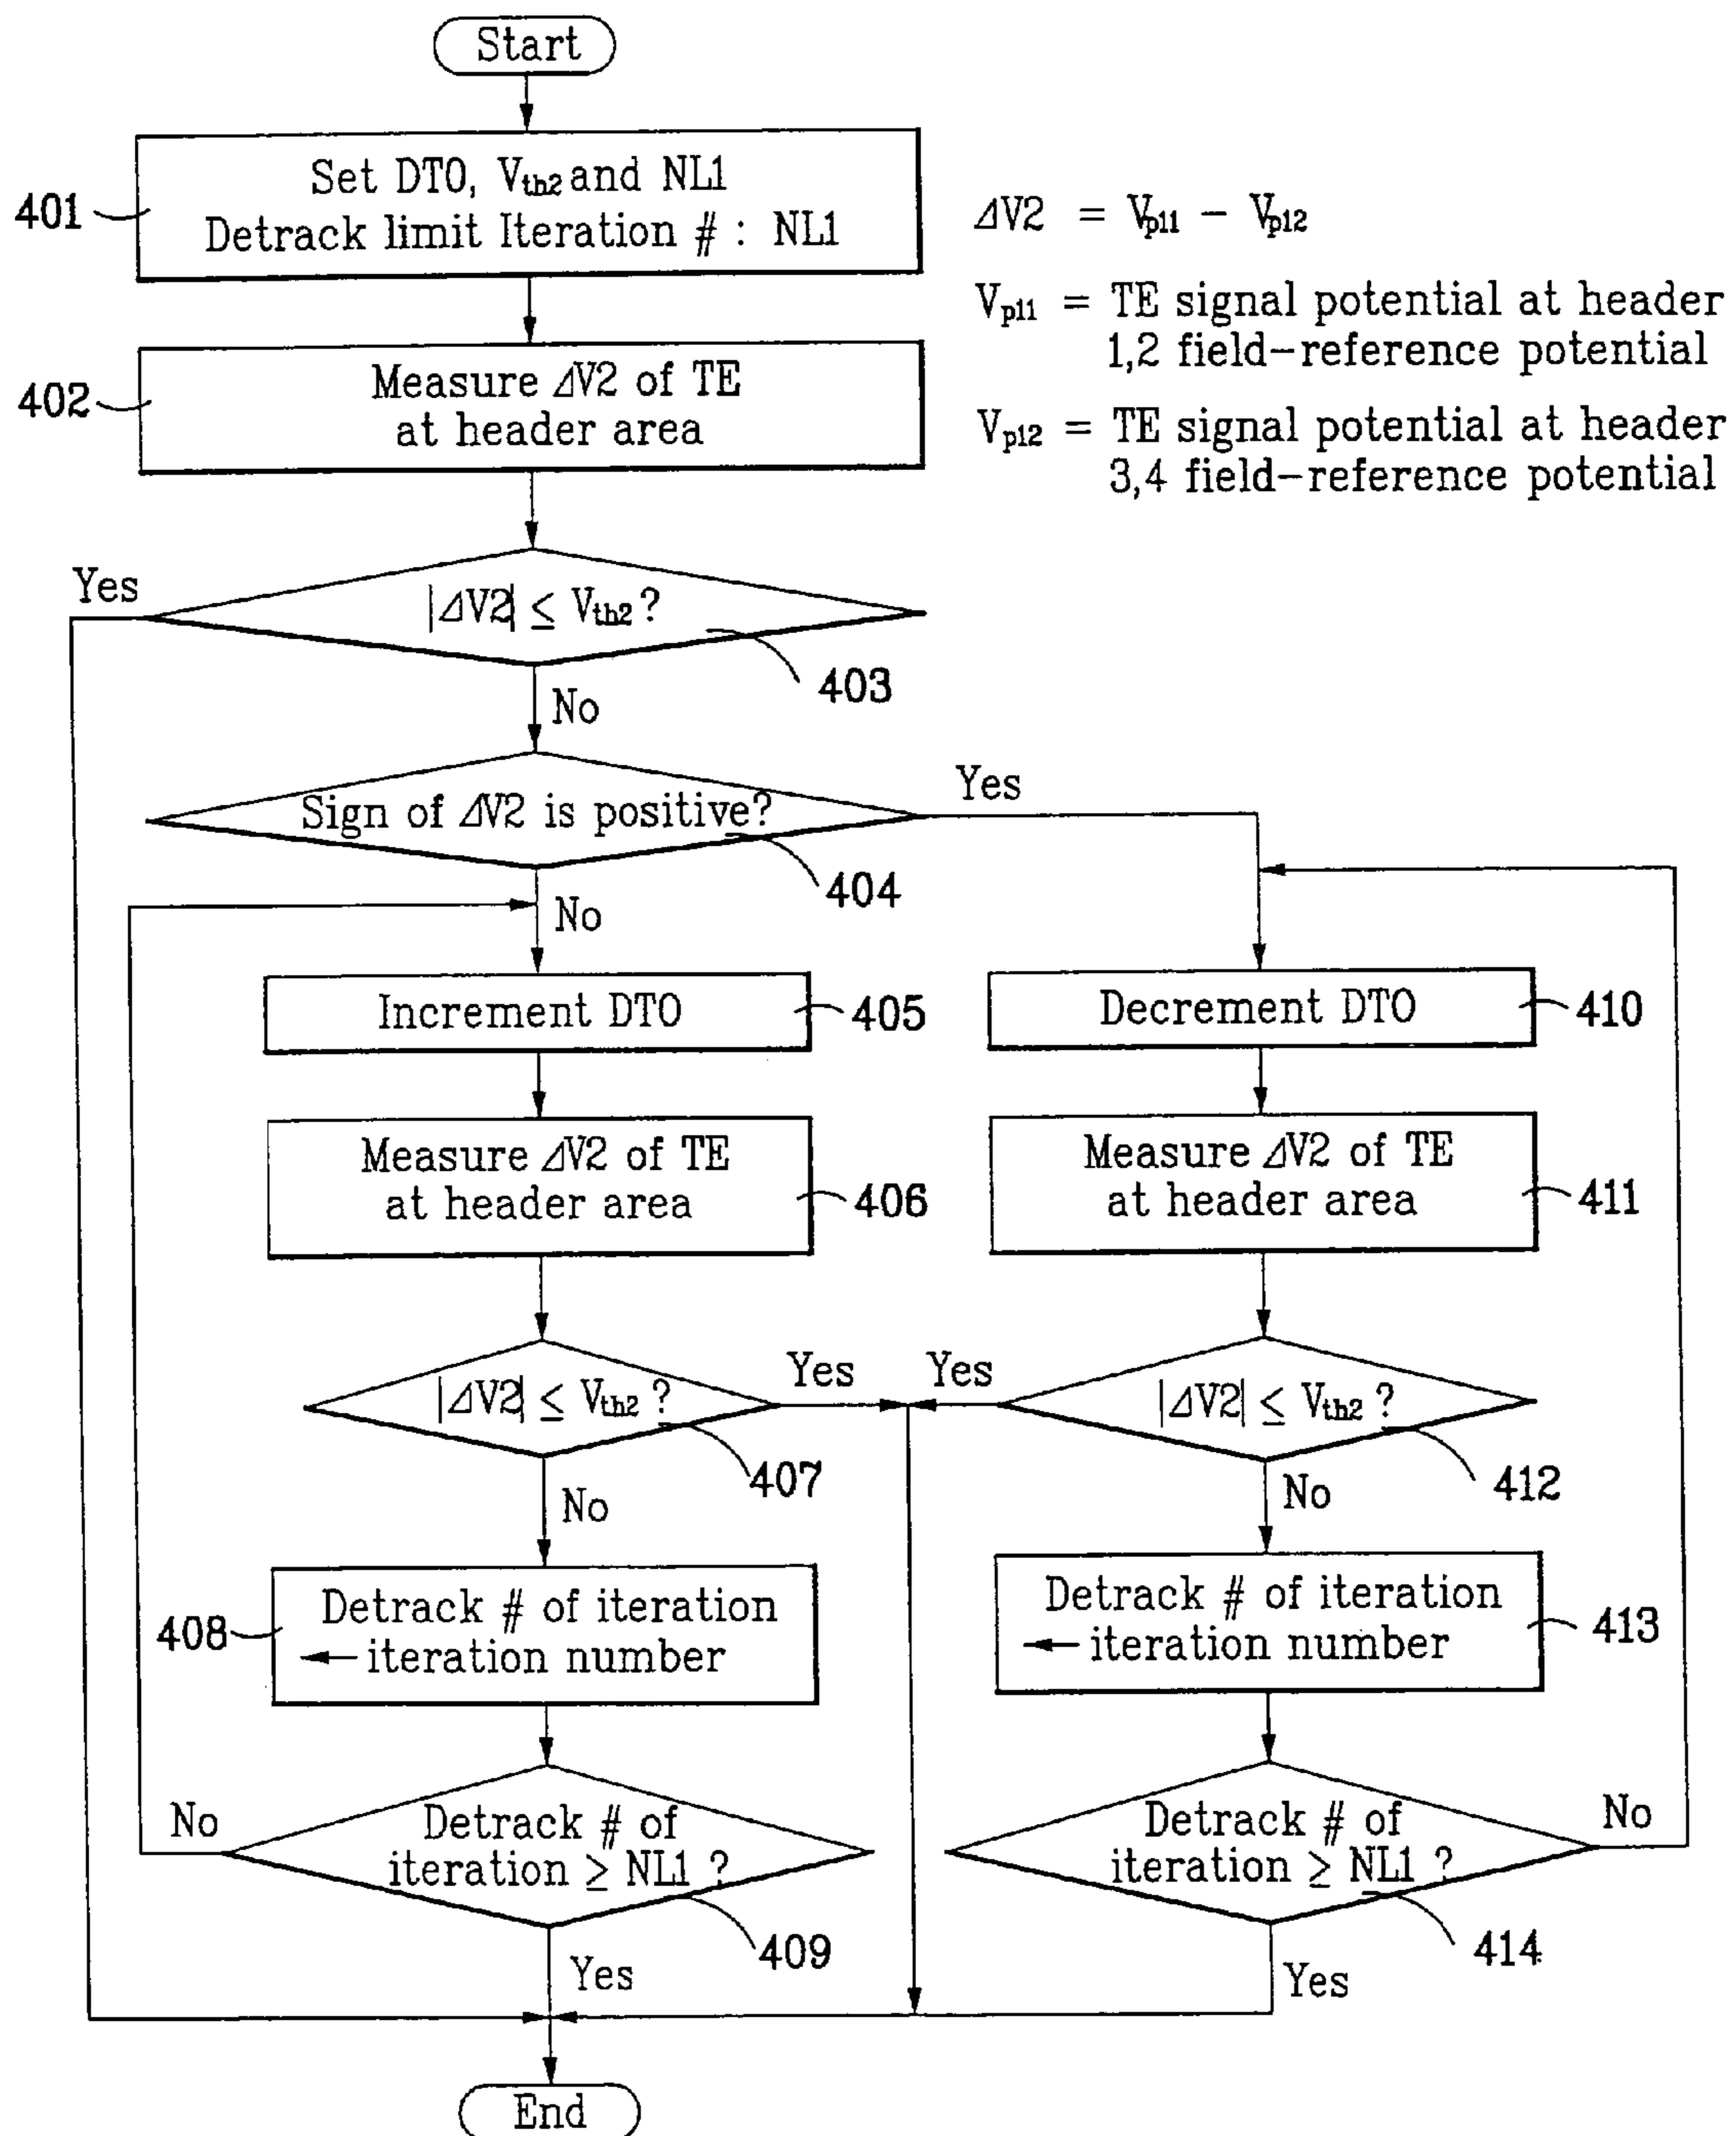 Start
401
Set DTO, Vth2 and NL1
Detrack limit Iteration # : NL1
ΔV2 = Vp11 − Vp12
Vp11 = TE signal potential at header
1,2 field-reference potential
Vp12 = TE signal potential at header
3,4 field-reference potential
402
Measure ΔV2 of TE
at header area
Yes
|ΔV2| ≤ Vth2 ?
403
No
Sign of ΔV2 is positive?
Yes
404
No
Increment DTO
405
Decrement DTO
410
Measure ΔV2 of TE
at header area
406
Measure ΔV2 of TE
at header area
411
|ΔV2| ≤ Vth2 ?
Yes
Yes
|ΔV2| ≤ Vth2 ?
407
412
No
No
408
Detrack # of iteration
← iteration number
Detrack # of iteration
← iteration number
413
No
Detrack # of
iteration ≥ NL1 ?
Detrack # of
iteration ≥ NL1 ?
No
409
414
Yes
Yes
End